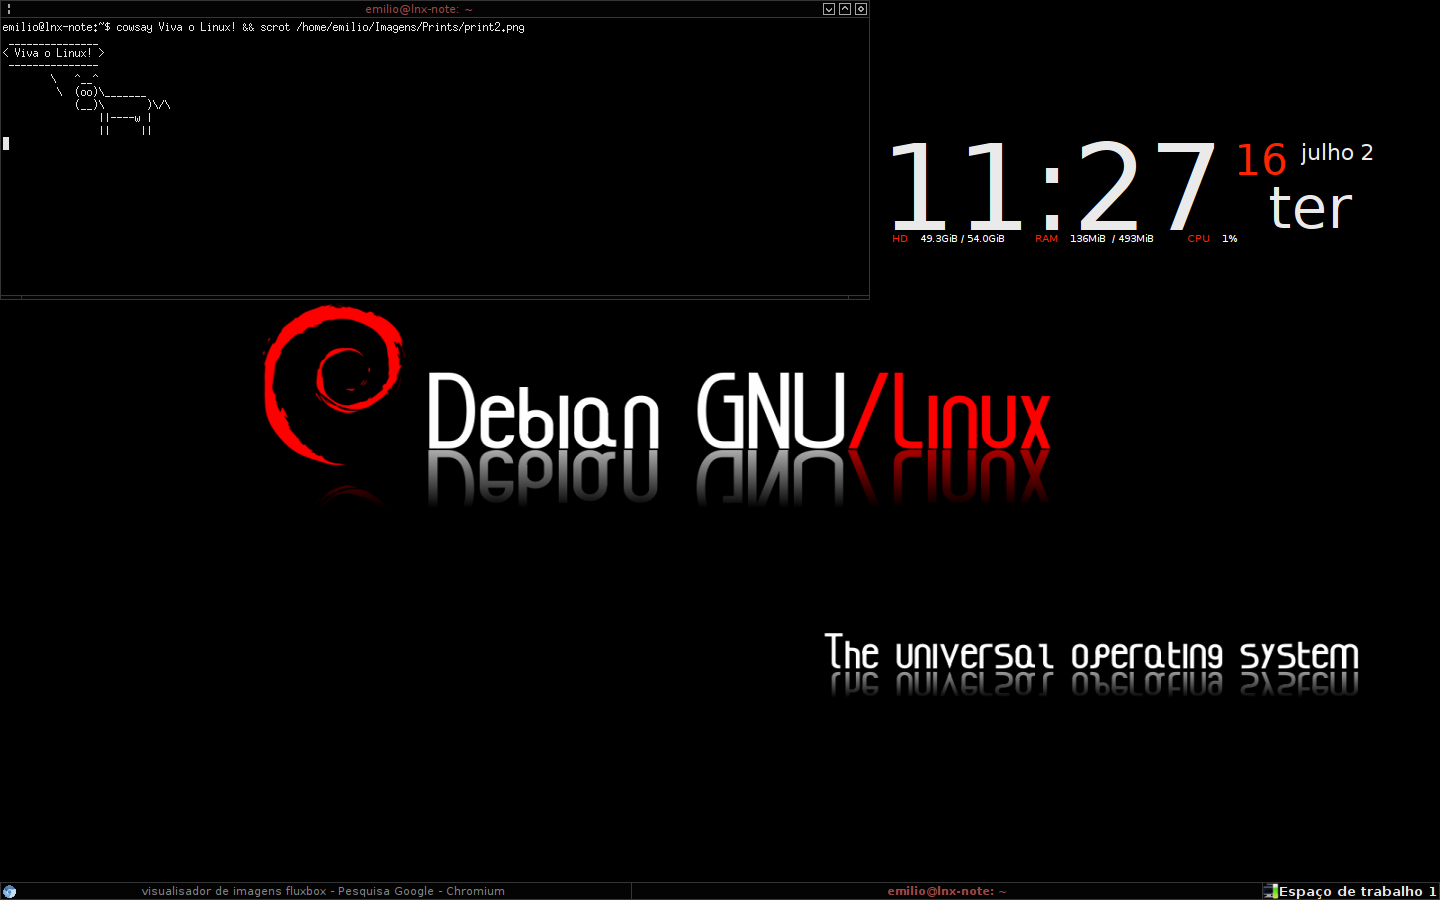 emilio@lnx-note: ~
emilio@lnx-note:~$ cowsay Viva o Linux! && scrot /home/emilio/Imagens/Prints/print2.png
 _______________
< Viva o Linux! >
 ---------------
        \   ^__^
         \  (oo)\_______
            (__)\       )\/\
                ||----w |
                ||     ||
11:27
16 julho 2
ter
HD 49.3GiB / 54.0GiB RAM 136MiB / 493MiB CPU 1%
Debian GNU/Linux
The universal operating system
visualisador de imagens fluxbox - Pesquisa Google - Chromium
emilio@lnx-note: ~
Espaço de trabalho 1